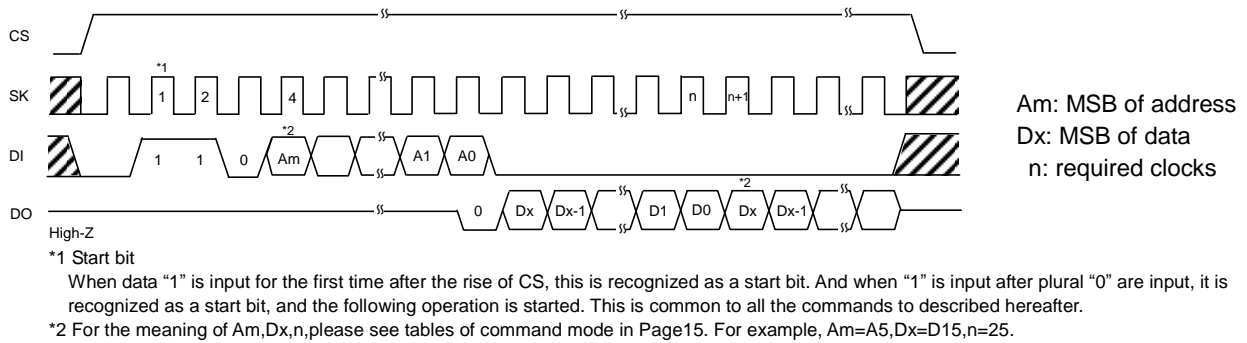 CS
SK
*1
1 2 4 n n+1
*2
DI
1 1 0 Am A1 A0
*2
DO
0 Dx Dx-1 D1 D0 Dx Dx-1
High-Z
Am: MSB of address
Dx: MSB of data
n: required clocks
*1 Start bit
When data “1” is input for the first time after the rise of CS, this is recognized as a start bit. And when “1” is input after plural “0” are input, it is
recognized as a start bit, and the following operation is started. This is common to all the commands to described hereafter.
*2 For the meaning of Am,Dx,n,please see tables of command mode in Page15. For example, Am=A5,Dx=D15,n=25.